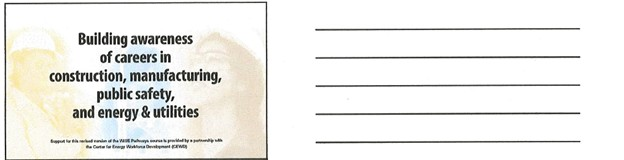 Building awareness
of careers in
construction, manufacturing,
public safety,
and energy & utilities
Support for this revised version of the WAVE Pathways course is provided by a partnership with
the Center for Energy Workforce Development (CEWD)